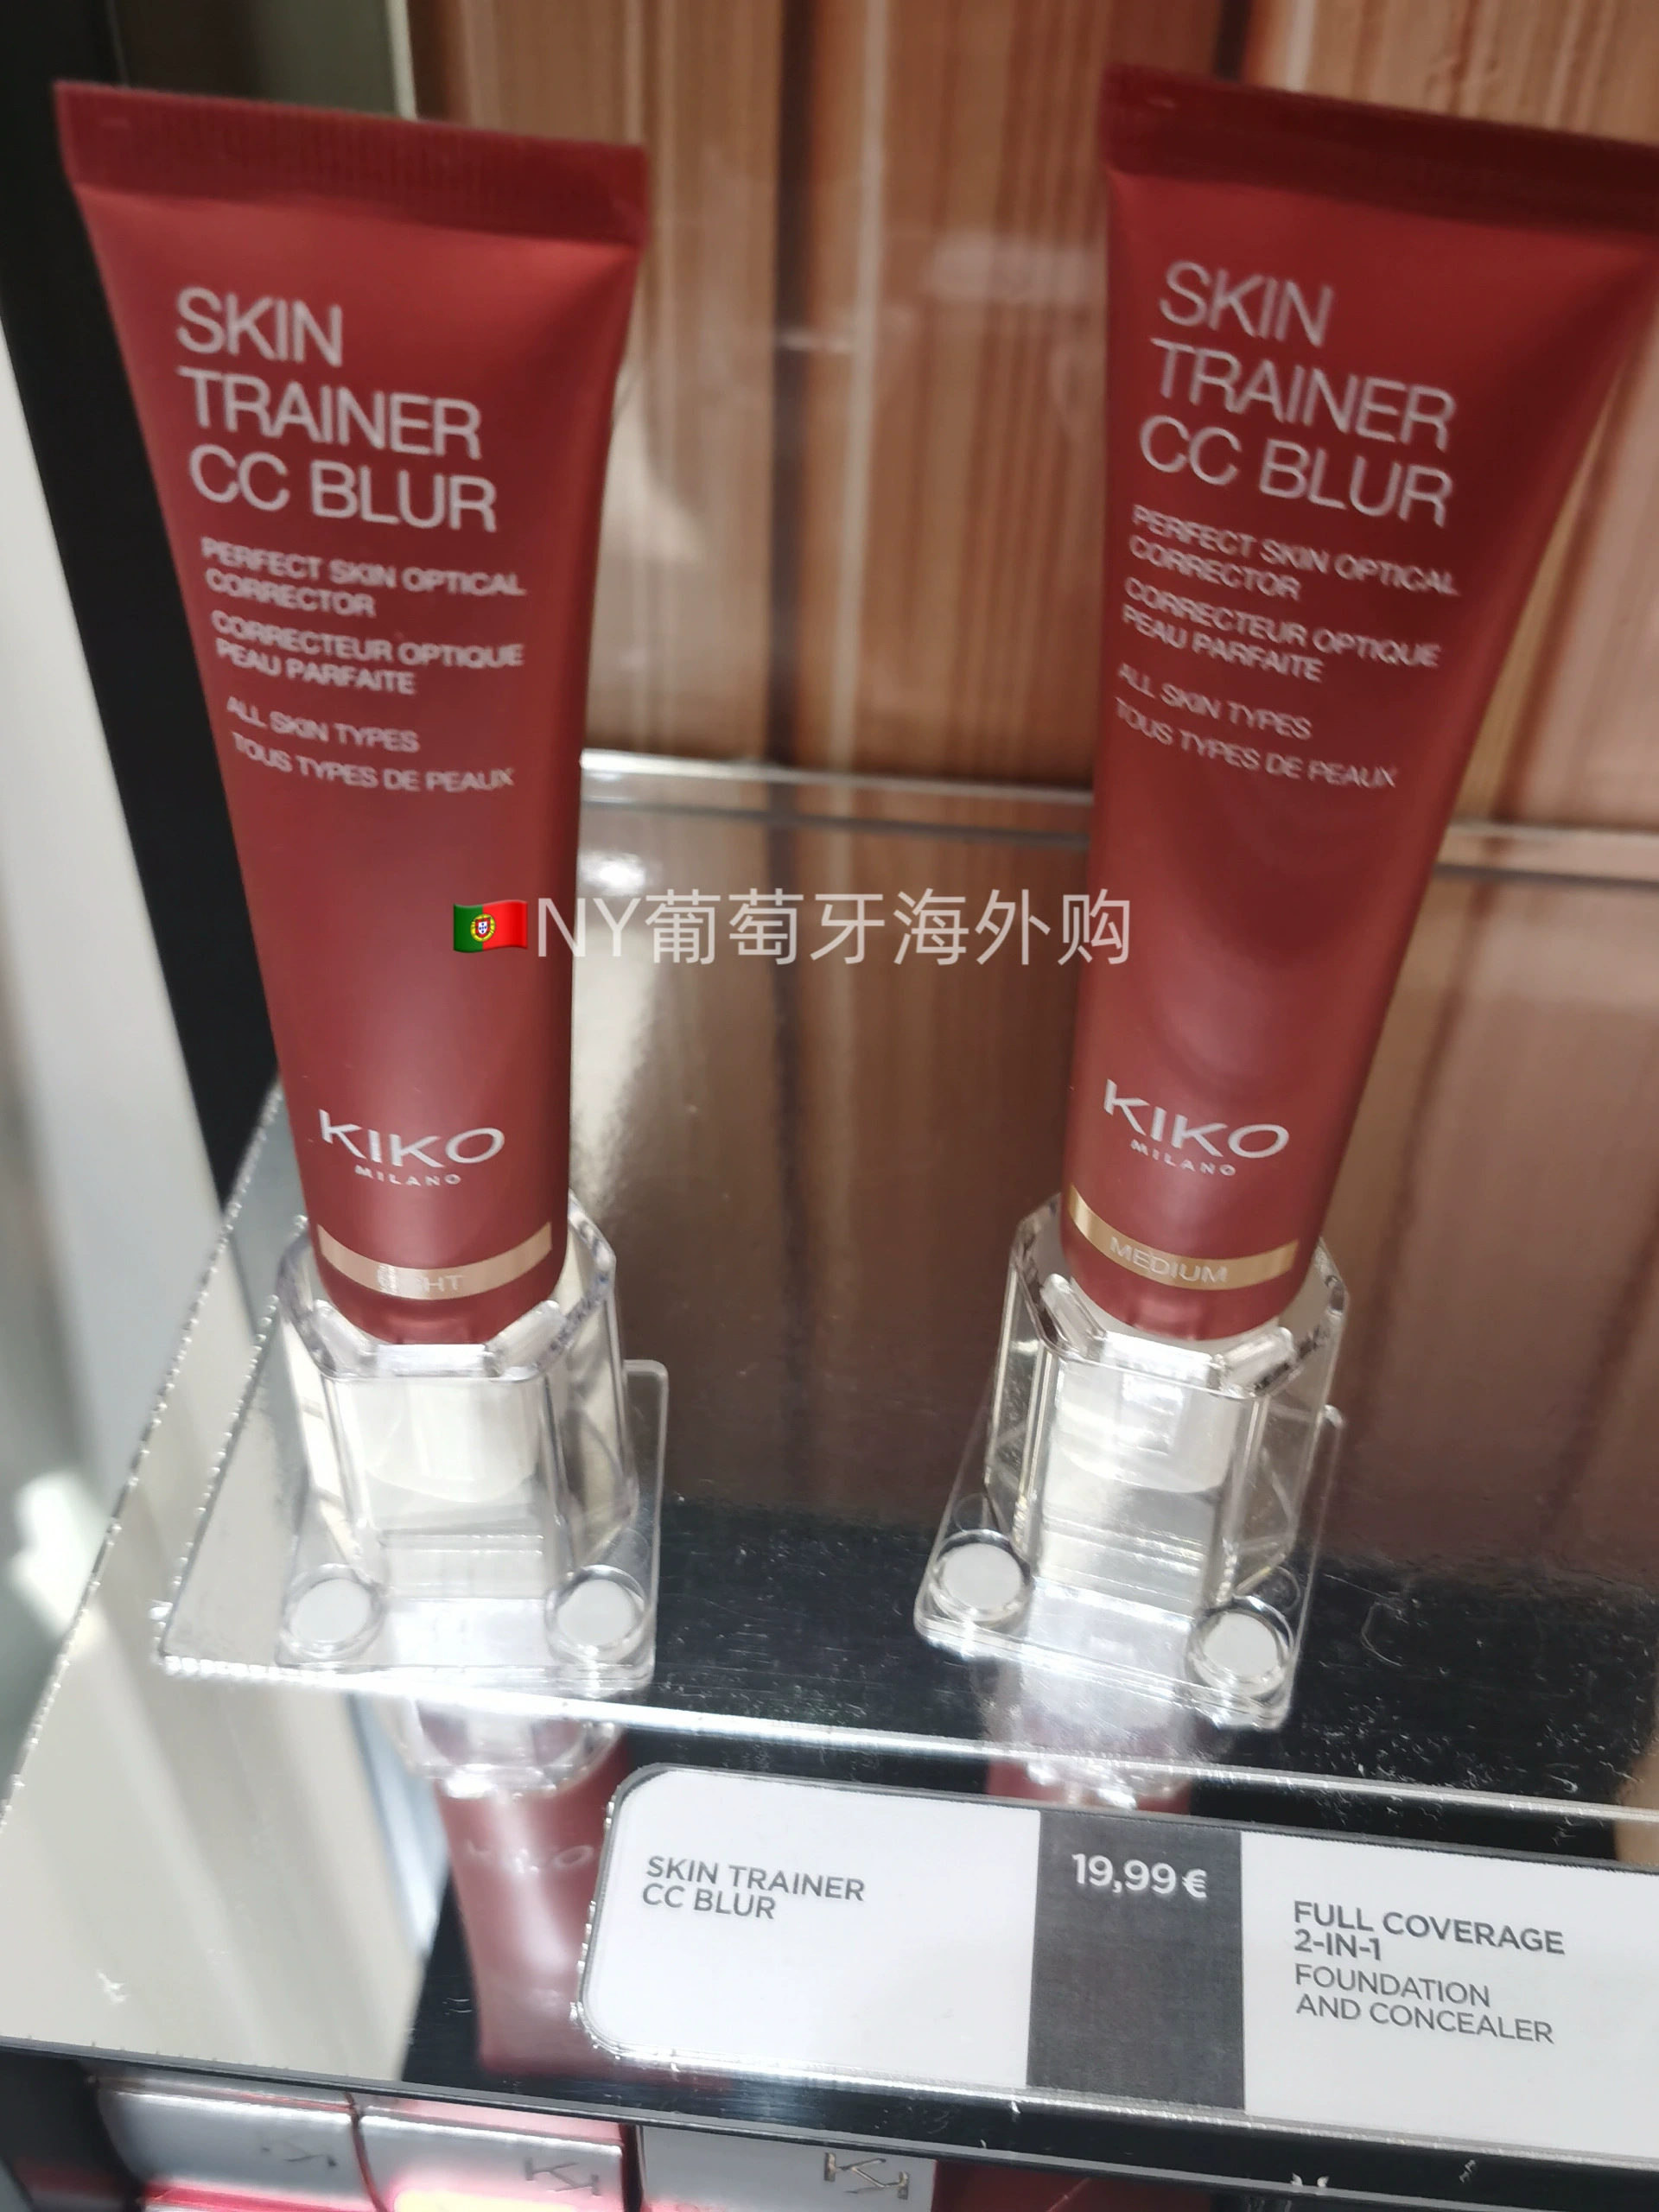 SKIN
TRAINER
CC BLUR
PERFECT SKIN OPTICAL
CORRECTOR
CORRECTEUR OPTIQUE
PEAU PARFAITE
ALL SKIN TYPES
TOUS TYPES DE PEAUX
KIKO
MILANO
LIGHT
SKIN
TRAINER
CC BLUR
PERFECT SKIN OPTICAL
CORRECTOR
CORRECTEUR OPTIQUE
PEAU PARFAITE
ALL SKIN TYPES
TOUS TYPES DE PEAUX
KIKO
MILANO
MEDIUM
🇵🇹NY葡萄牙海外购
SKIN TRAINER
CC BLUR
19,99€
FULL COVERAGE
2-IN-1
FOUNDATION
AND CONCEALER